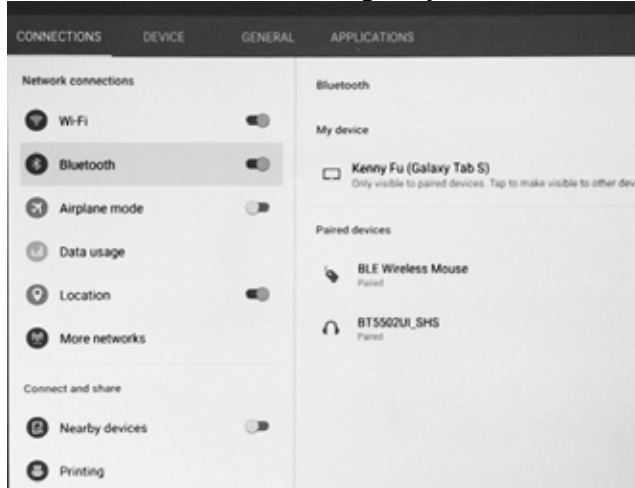 CONNECTIONS DEVICE GENERAL APPLICATIONS
Network connections
Wi-Fi
Bluetooth
Airplane mode
Data usage
Location
More networks
Connect and share
Nearby devices
Printing
Bluetooth
My device
Kenny Fu (Galaxy Tab S)
Only visible to paired devices. Tap to make visible to other
Paired devices
BLE Wireless Mouse
Paired
BT5502UI_SHS
Paired